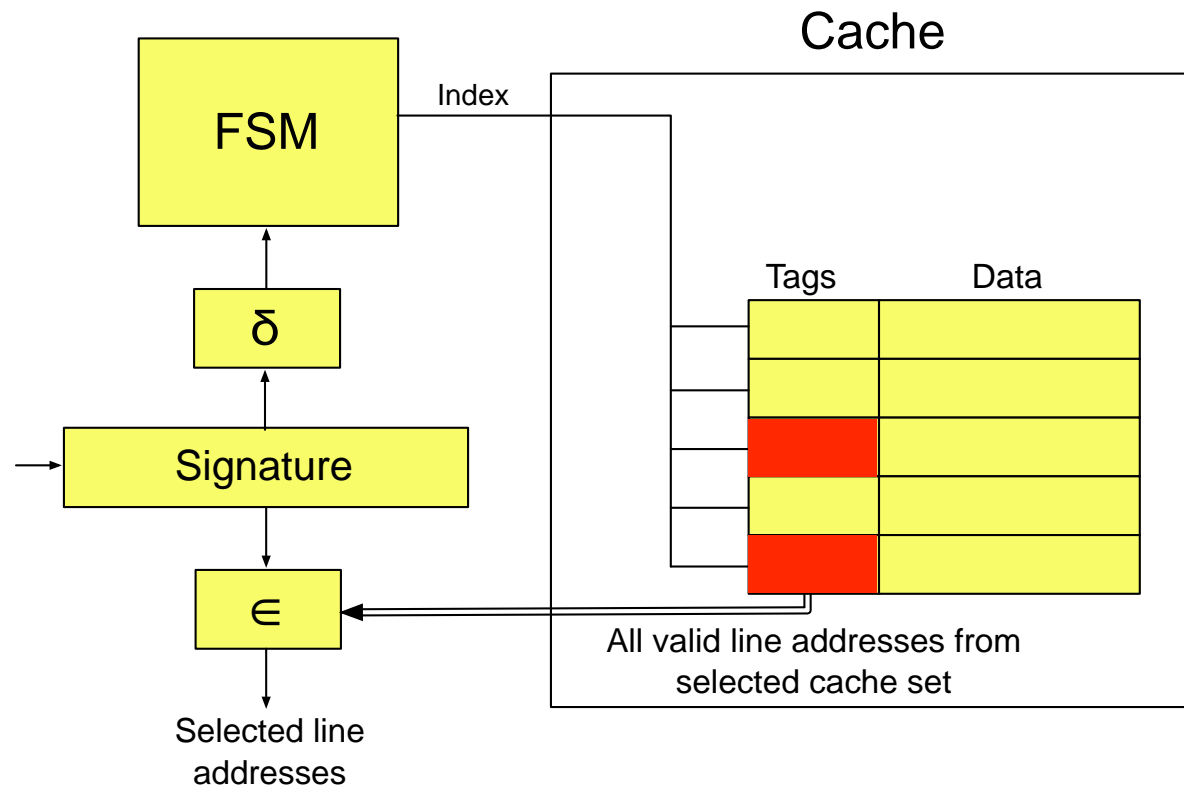 Cache
FSM
Index
Tags
Data
δ
Signature
∈
All valid line addresses from
selected cache set
Selected line
addresses